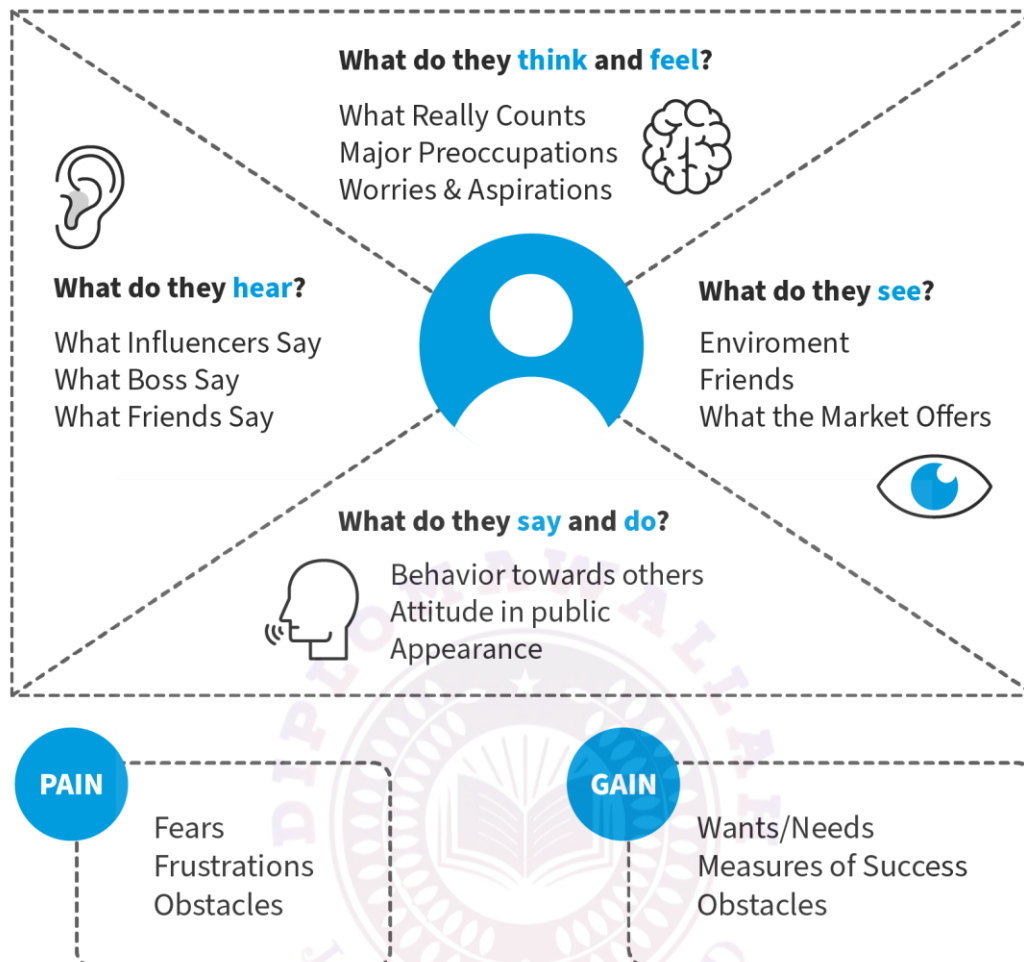 What do they think and feel?
What Really Counts
Major Preoccupations
Worries & Aspirations
What do they hear?
What Influencers Say
What Boss Say
What Friends Say
What do they see?
Enviroment
Friends
What the Market Offers
What do they say and do?
Behavior towards others
Attitude in public
Appearance
PAIN
Fears
Frustrations
Obstacles
GAIN
Wants/Needs
Measures of Success
Obstacles
DIPLOMAWALLAH